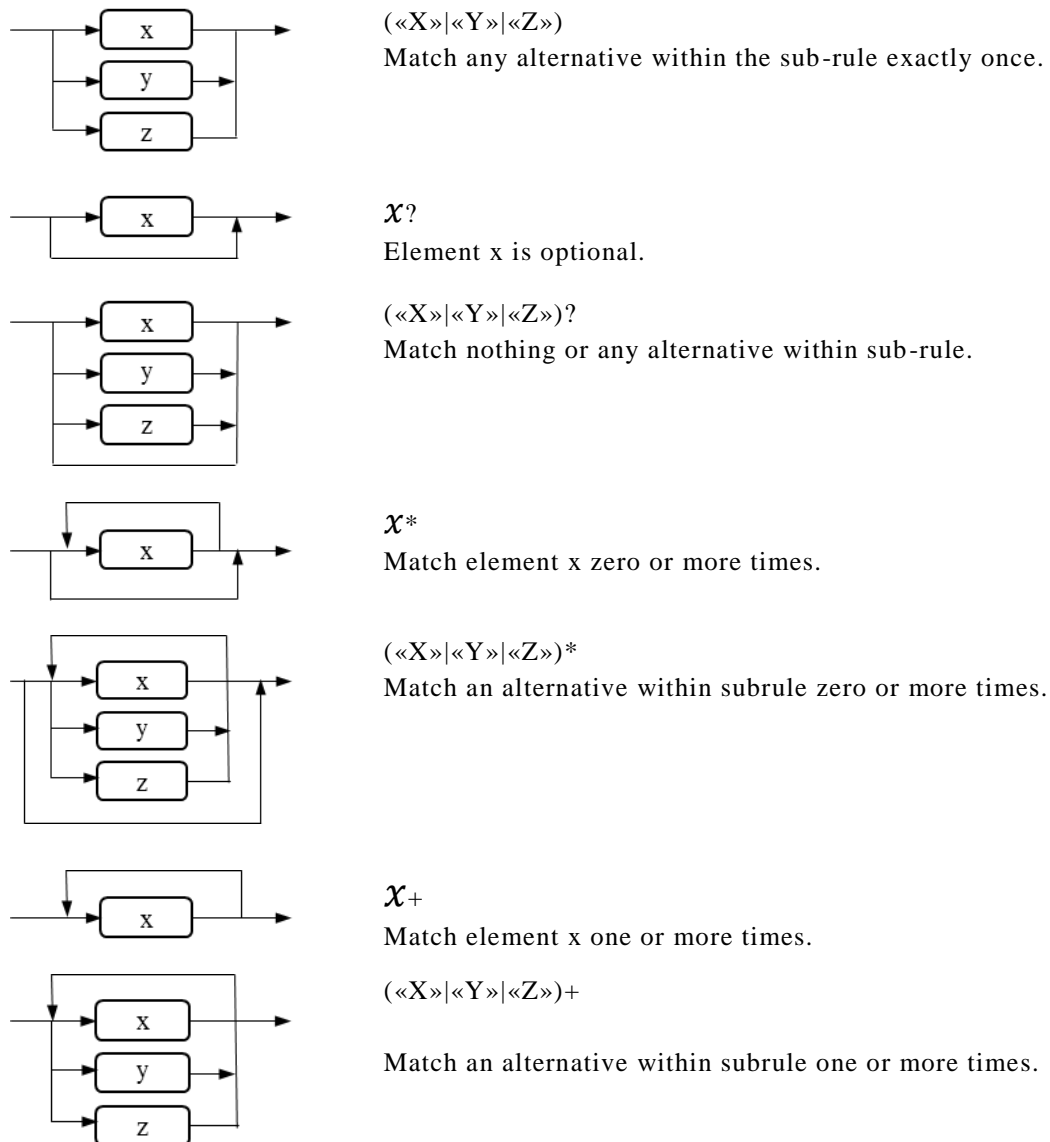 x
y
z
(«X»|«Y»|«Z»)
Match any alternative within the sub-rule exactly once.
x
x?
Element x is optional.
x
y
z
(«X»|«Y»|«Z»)?
Match nothing or any alternative within sub-rule.
x
x*
Match element x zero or more times.
x
y
z
(«X»|«Y»|«Z»)*
Match an alternative within subrule zero or more times.
x
x+
Match element x one or more times.
x
y
z
(«X»|«Y»|«Z»)+
Match an alternative within subrule one or more times.